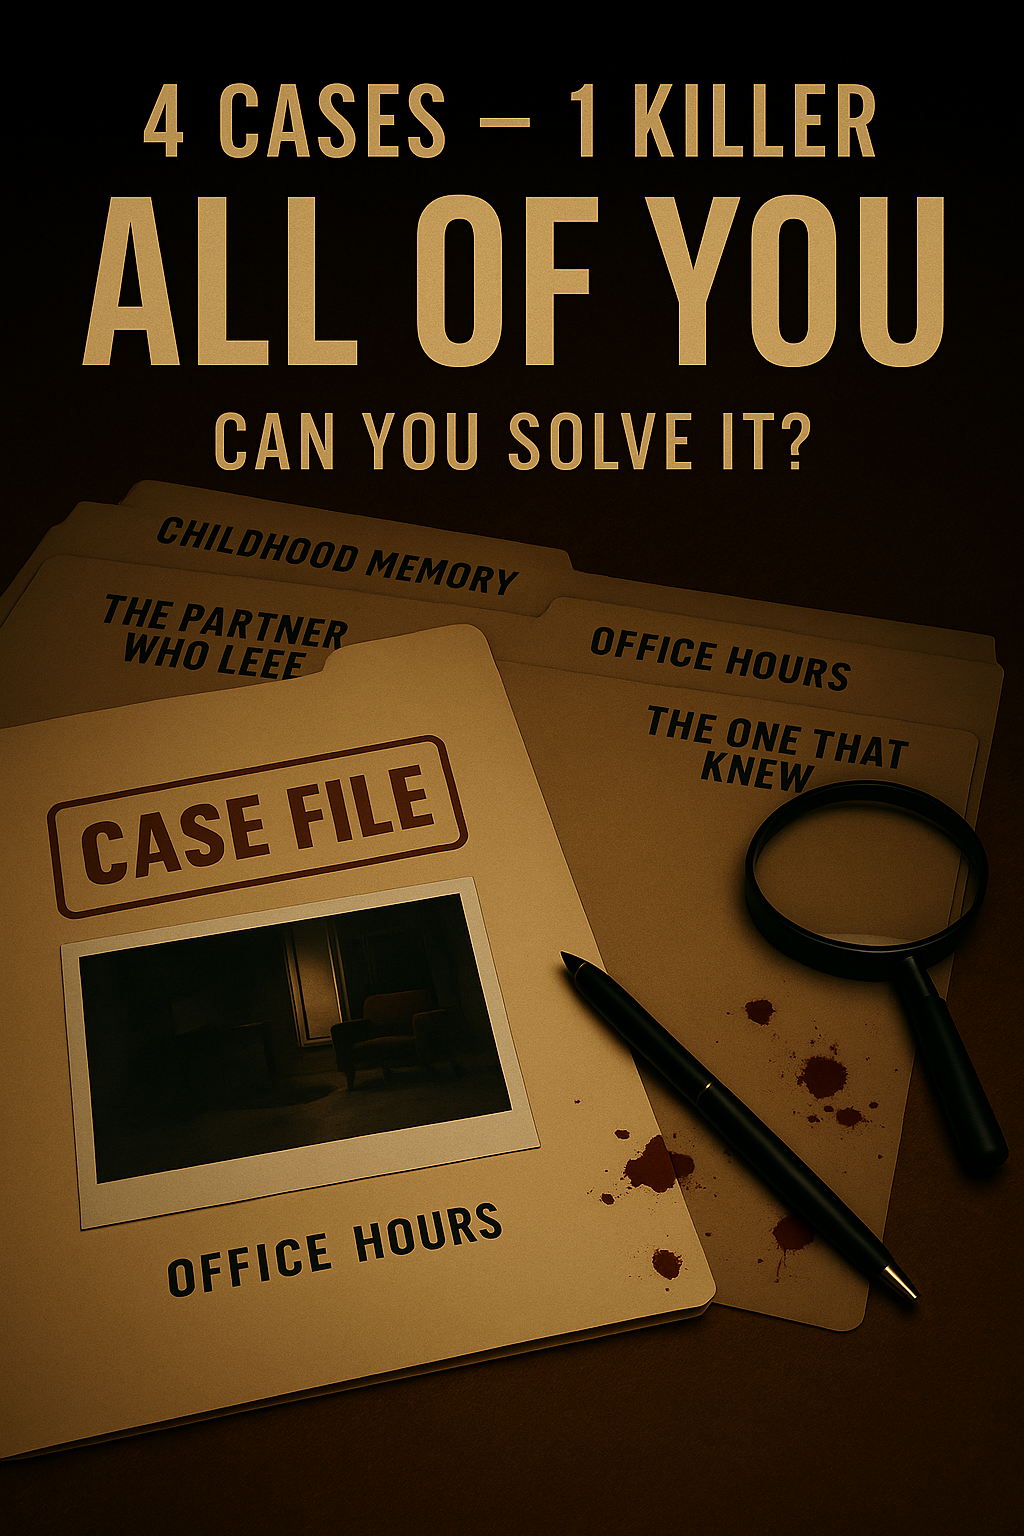 4 CASES – 1 KILLER
ALL OF YOU
CAN YOU SOLVE IT?
CHILDHOOD MEMORY
THE PARTNER
WHO LEEE
OFFICE HOURS
THE ONE THAT
KNEW
CASE FILE
OFFICE HOURS